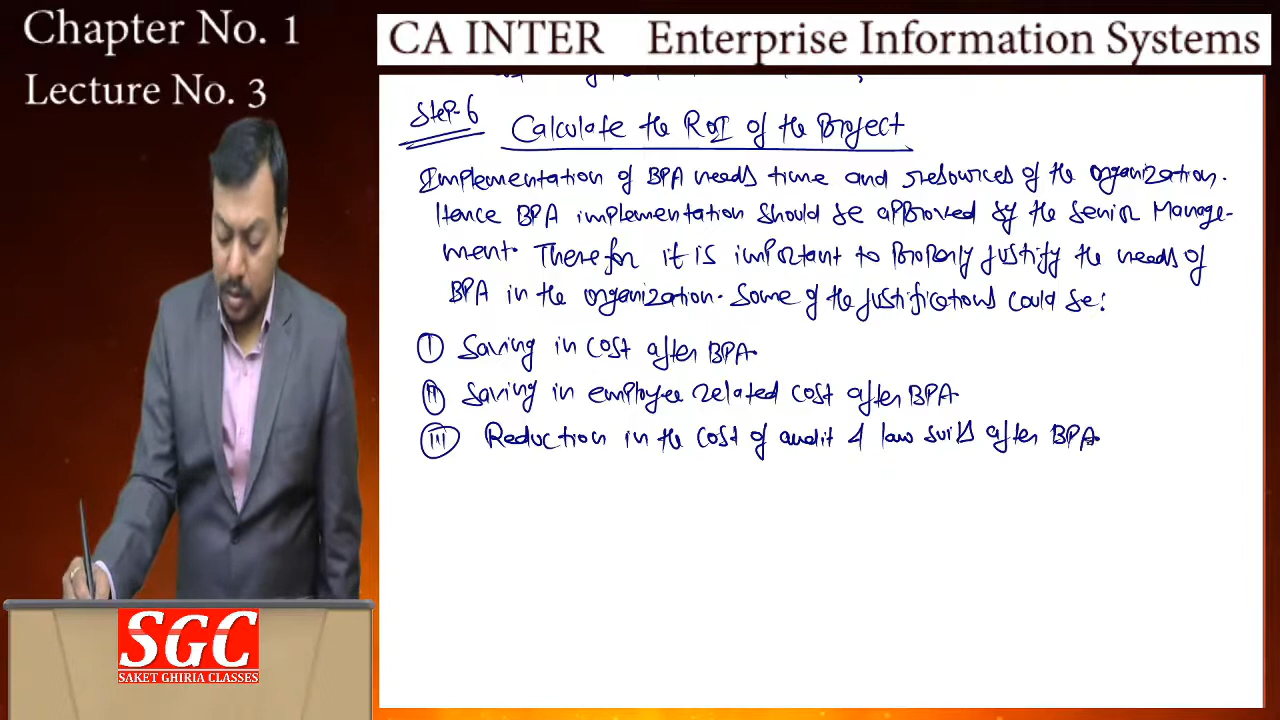 Chapter No. 1
Lecture No. 3
CA INTER Enterprise Information Systems
Step-6 Calculate the RoI of the Project
Implementation of BPA needs time and resources of the organization.
Hence BPA implementation should be approved by the senior Manage-
ment. Therefor it is important to Properly justify the needs of
BPA in the organization. Some of the justifications could be:
I Saving in cost after BPA.
II Saving in employee related cost after BPA
III Reduction in the cost of audit & law suits after BPA
SGC
SAKET GHIRIA CLASSES